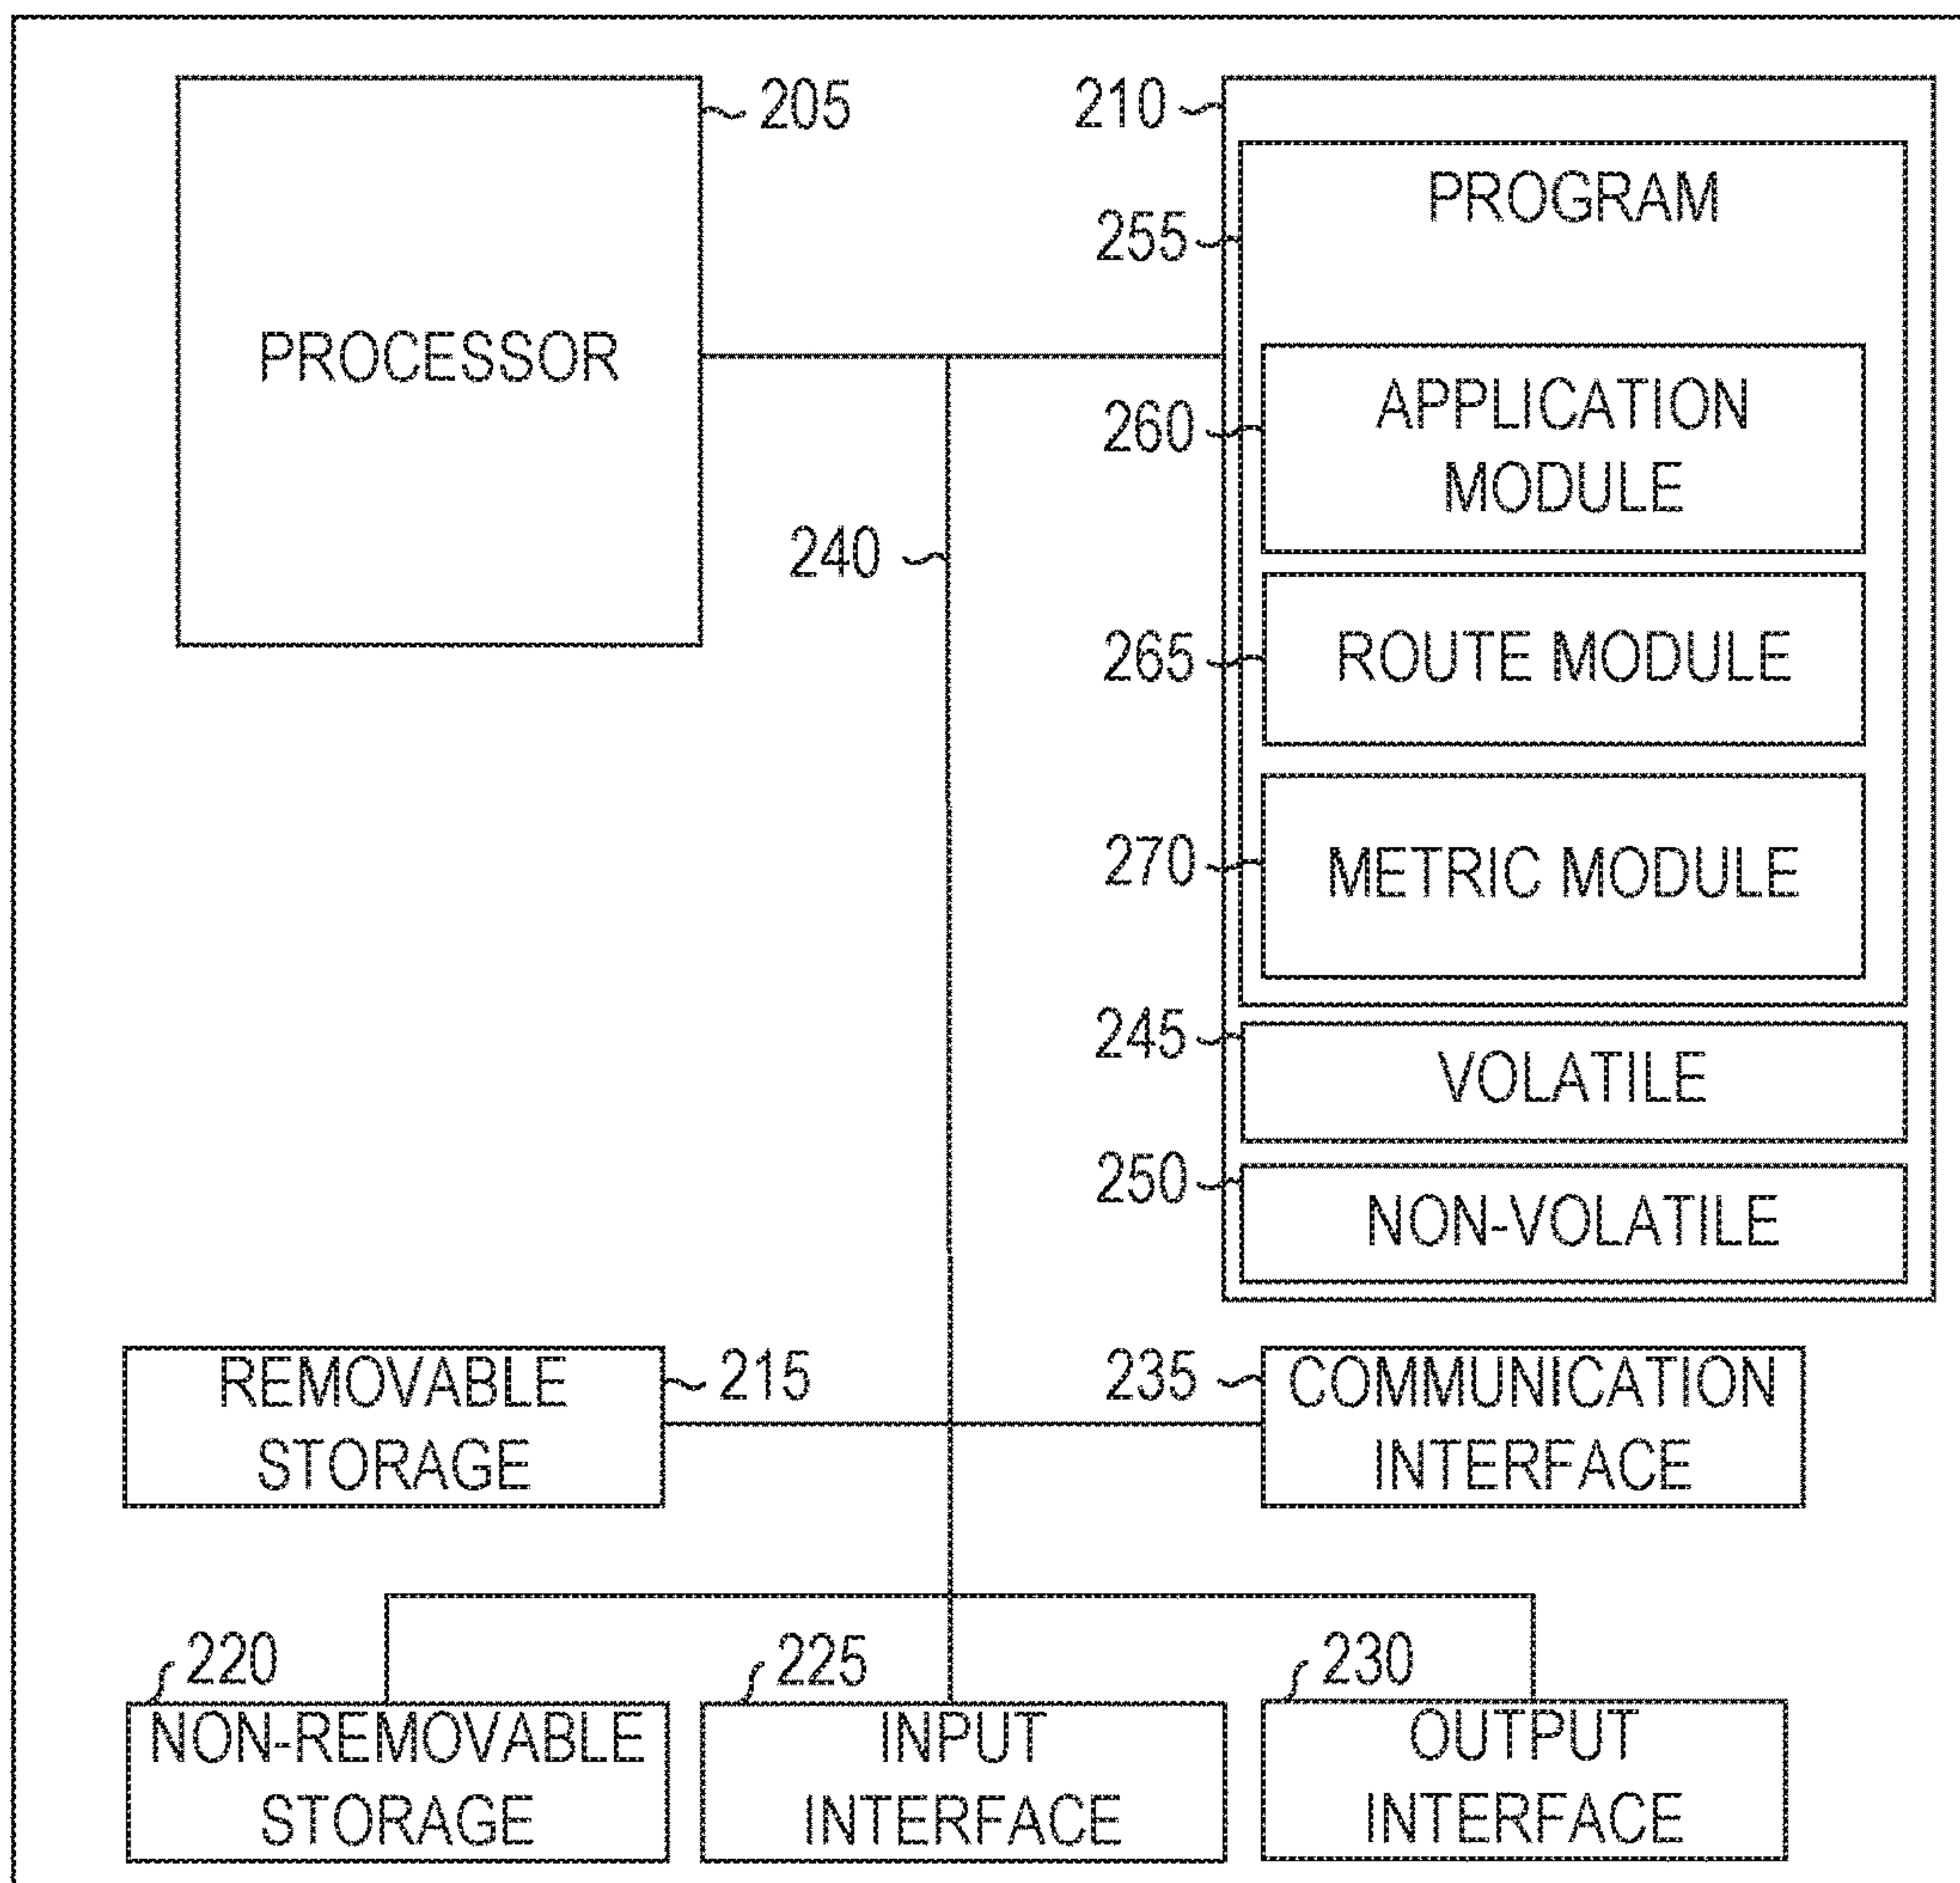 205
PROCESSOR
210
255
PROGRAM
260
APPLICATION
MODULE
240
265
ROUTE MODULE
270
METRIC MODULE
245
VOLATILE
250
NON-VOLATILE
REMOVABLE
STORAGE
215
235
COMMUNICATION
INTERFACE
220
NON-REMOVABLE
STORAGE
225
INPUT
INTERFACE
230
OUTPUT
INTERFACE